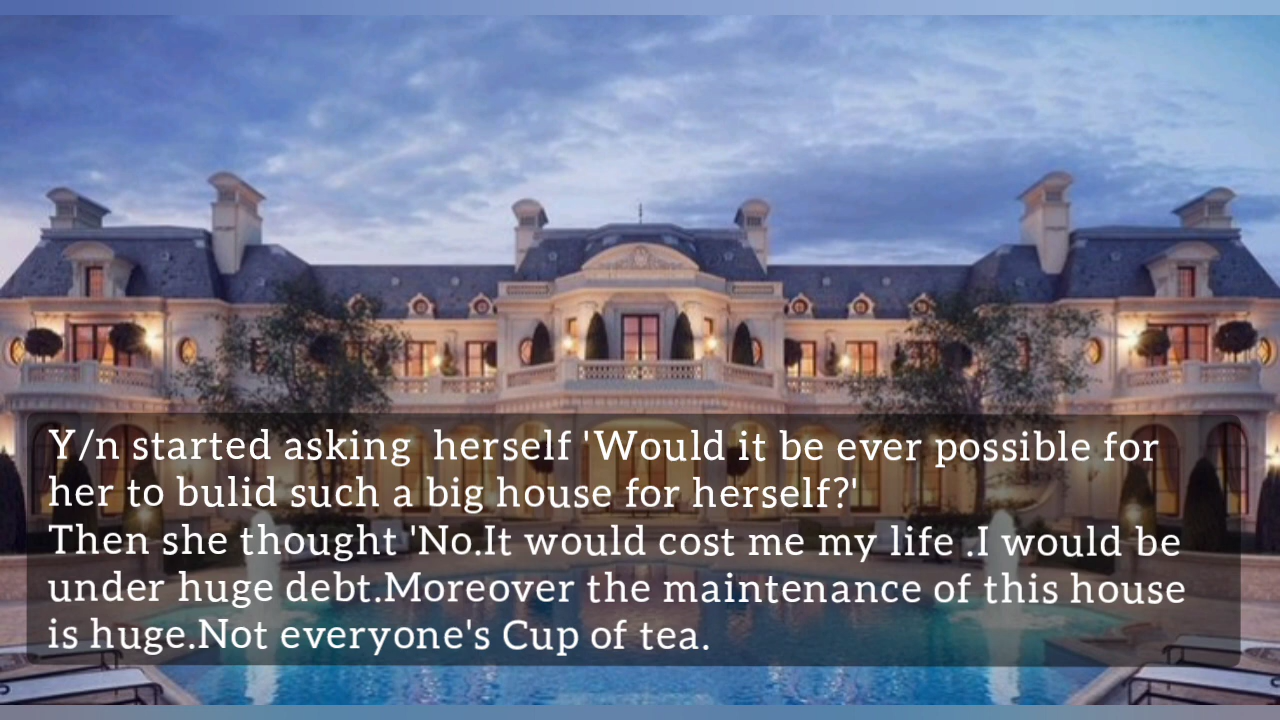 Y/n started asking  herself 'Would it be ever possible for
her to bulid such a big house for herself?'
Then she thought 'No.It would cost me my life .I would be
under huge debt.Moreover the maintenance of this house
is huge.Not everyone's Cup of tea.